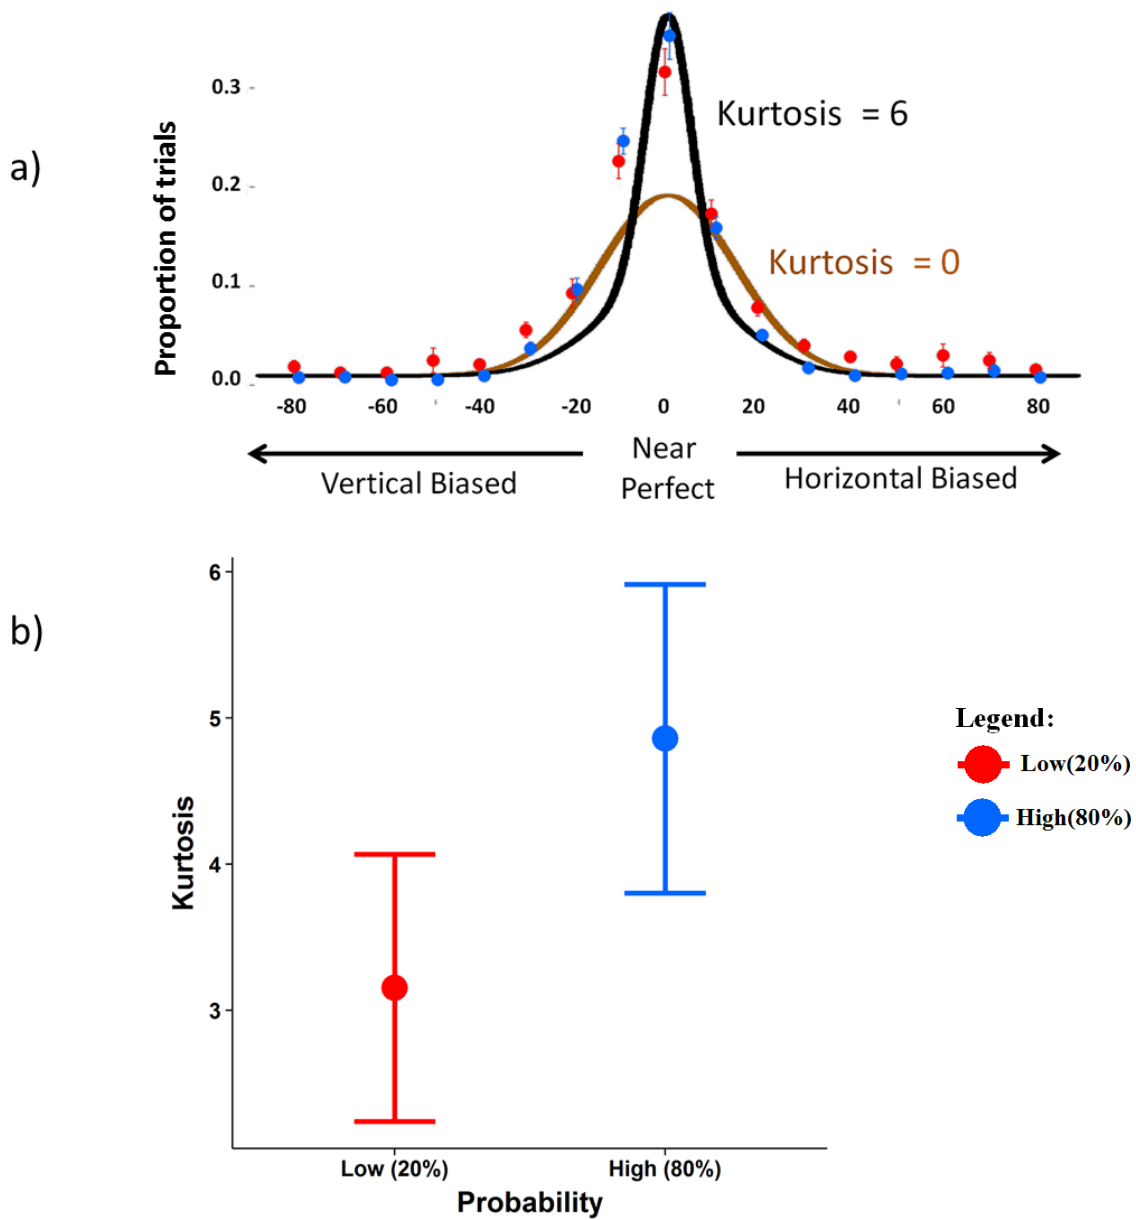 a)
Proportion of trials
0.3
0.2
0.1
0.0
Kurtosis = 6
Kurtosis = 0
-80 -60 -40 -20 0 20 40 60 80
Vertical Biased
Near
Perfect
Horizontal Biased
b)
Kurtosis
6
5
4
3
Low (20%) High (80%)
Probability
Legend:
Low(20%)
High(80%)